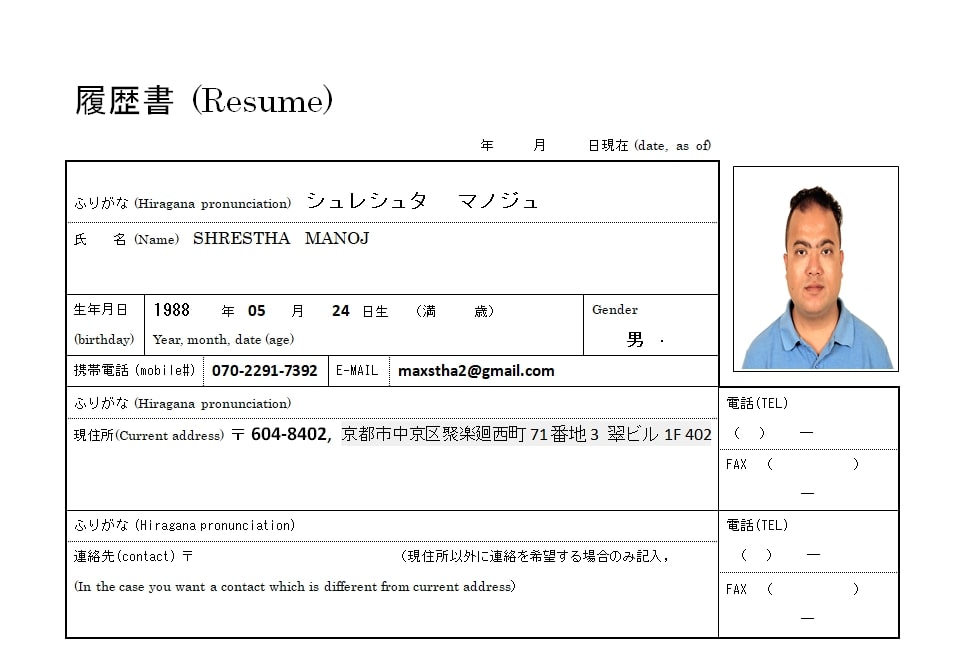 履歴書 (Resume)
年 月 日現在 (date, as of)
ふりがな (Hiragana pronunciation) シュレシュタ マノジュ
氏 名 (Name) SHRESTHA MANOJ
生年月日 1988 年 05 月 24 日生 (満 歳) Gender
(birthday) Year, month, date (age) 男 ・
携帯電話 (mobile#) 070-2291-7392 E-MAIL maxstha2@gmail.com
ふりがな (Hiragana pronunciation) 電話(TEL)
現住所(Current address) 〒 604-8402, 京都市中京区聚楽廻西町 71 番地 3 翠ビル 1F 402 ( ) ―
FAX ( )
―
ふりがな (Hiragana pronunciation) 電話(TEL)
連絡先(contact) 〒 (現住所以外に連絡を希望する場合のみ記入, ( ) ―
(In the case you want a contact which is different from current address) FAX ( )
―